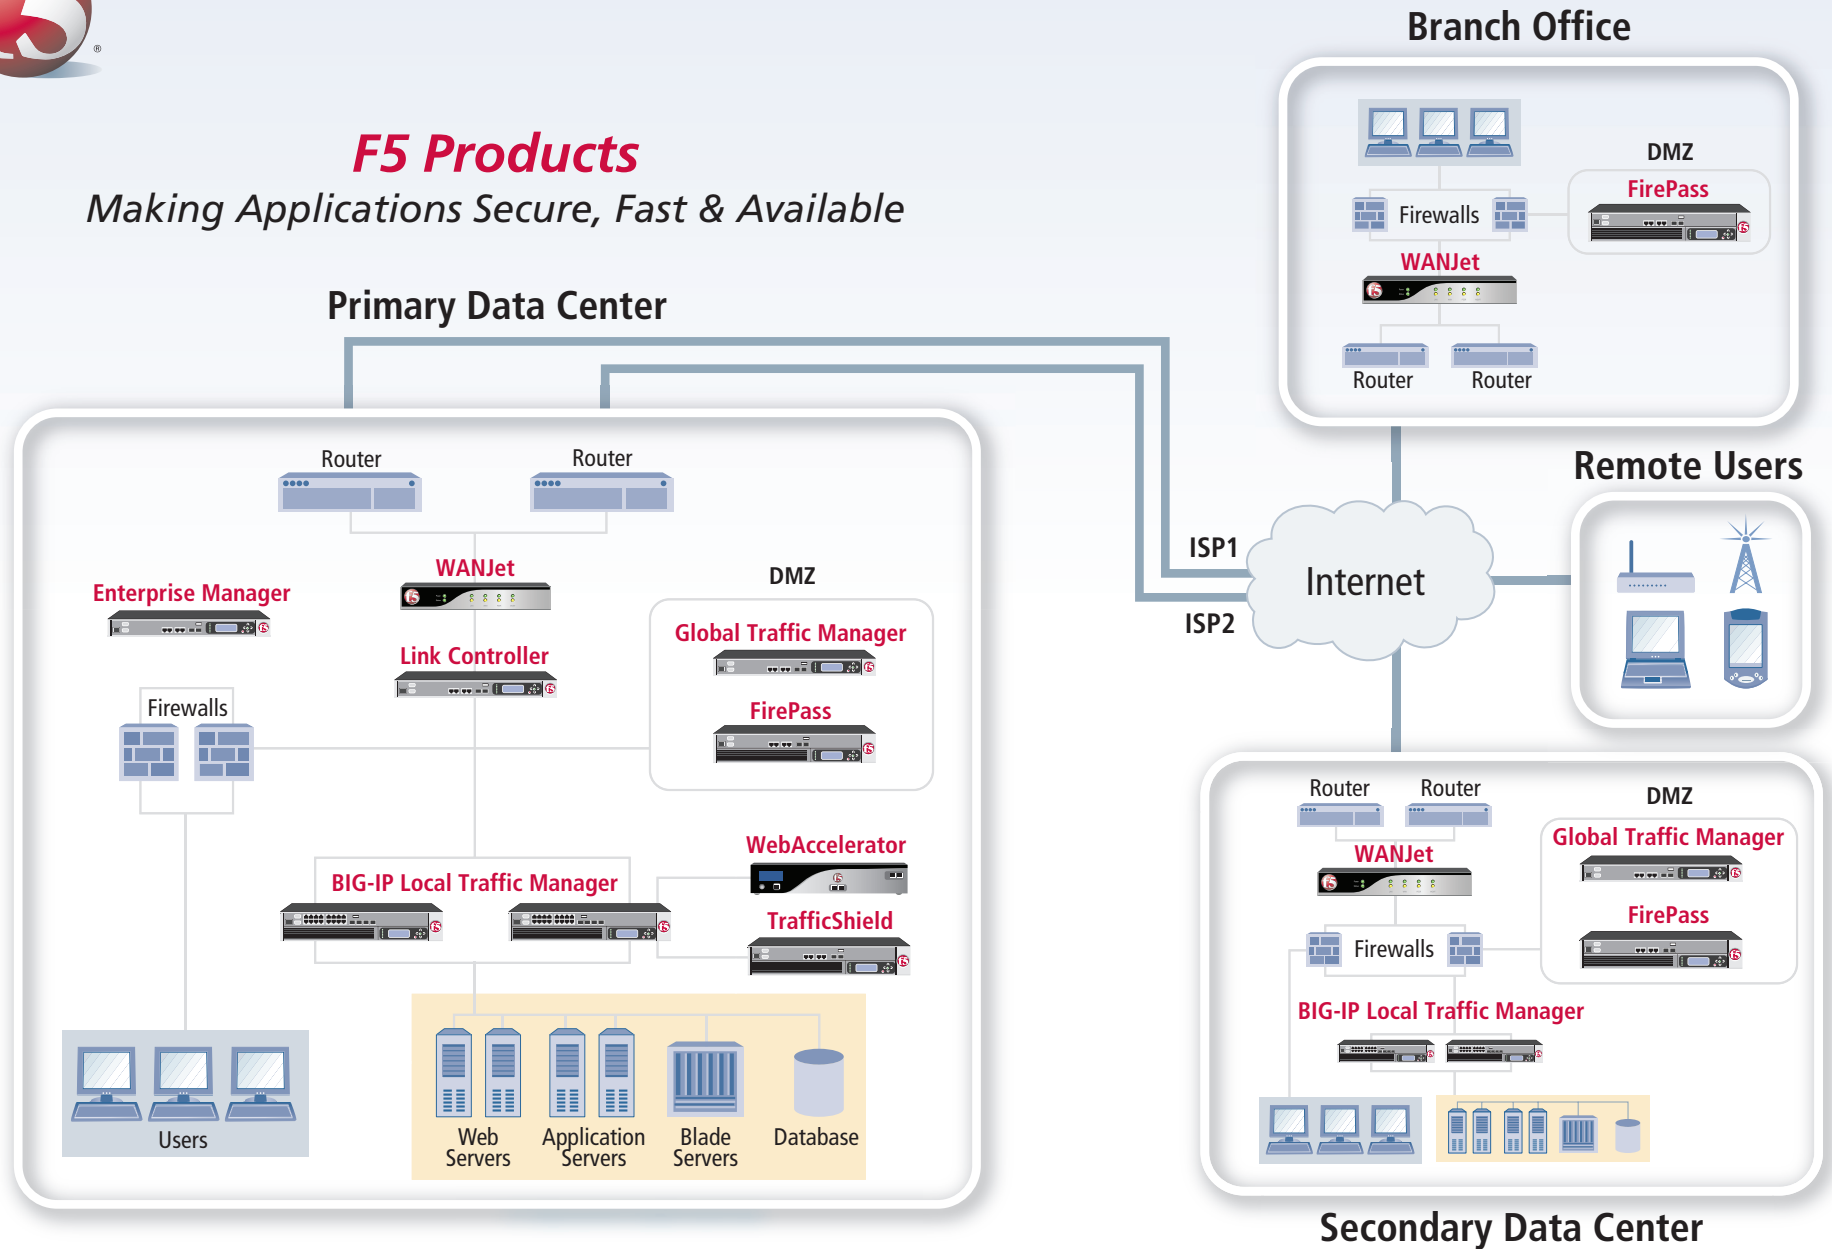 5 ®
F5 Products
Making Applications Secure, Fast & Available
Primary Data Center
Router
Router
WANJet
Enterprise Manager
Link Controller
Firewalls
DMZ
Global Traffic Manager
FirePass
BIG-IP Local Traffic Manager
WebAccelerator
TrafficShield
Users
Web
Servers
Application
Servers
Blade
Servers
Database
ISP1
ISP2
Internet
Branch Office
DMZ
FirePass
Firewalls
WANJet
Router
Router
Remote Users
Router
Router
DMZ
WANJet
Global Traffic Manager
FirePass
Firewalls
BIG-IP Local Traffic Manager
Secondary Data Center